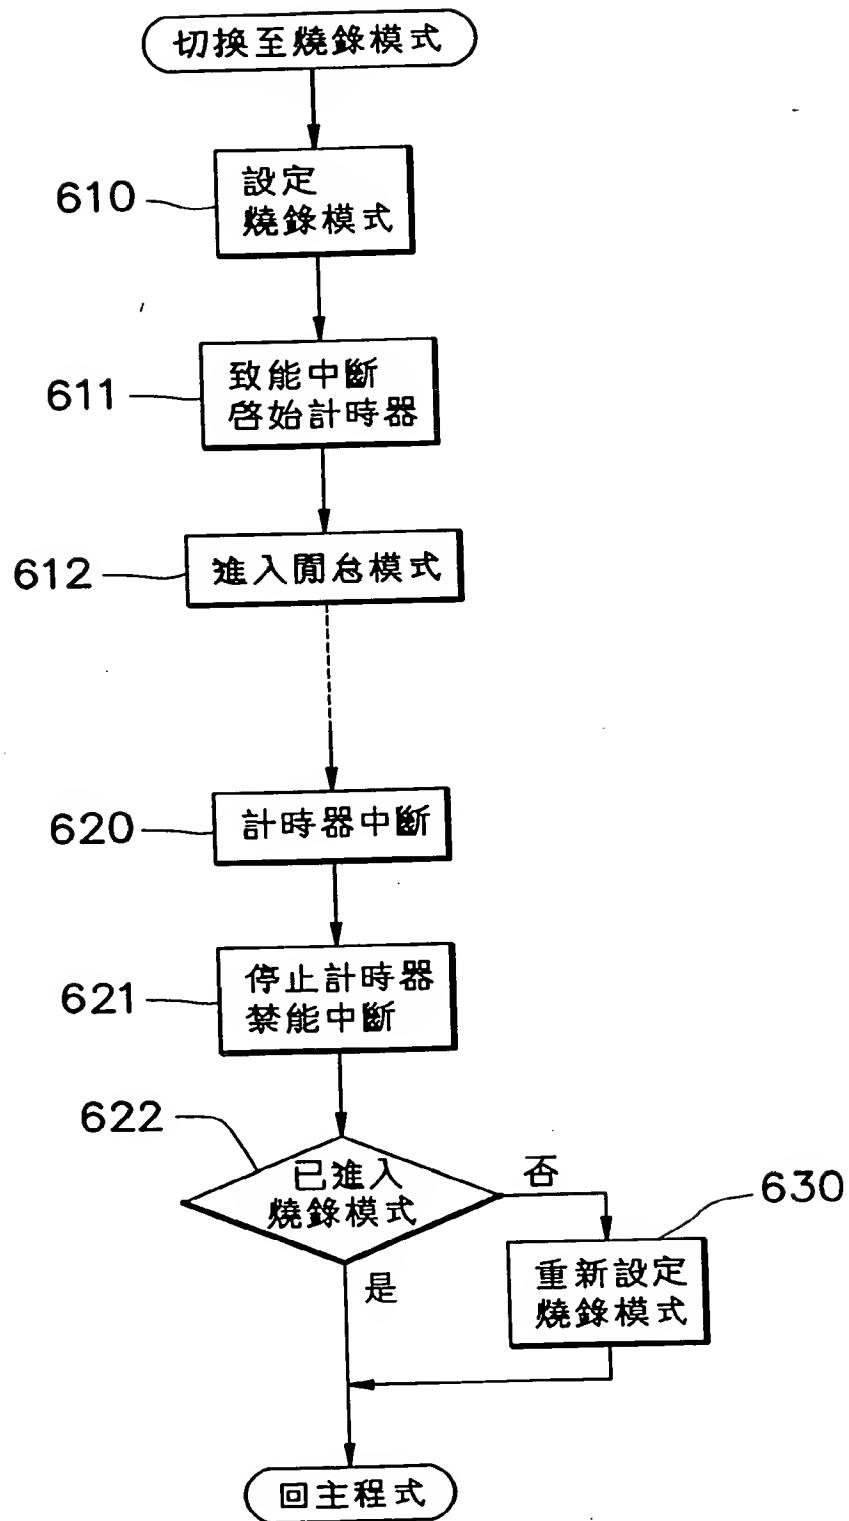 切換至燒錄模式
610
設定
燒錄模式
611
致能中斷
啓始計時器
612
進入閒怠模式
620
計時器中斷
621
停止計時器
禁能中斷
622
已進入
燒錄模式
否
630
是
重新設定
燒錄模式
回主程式